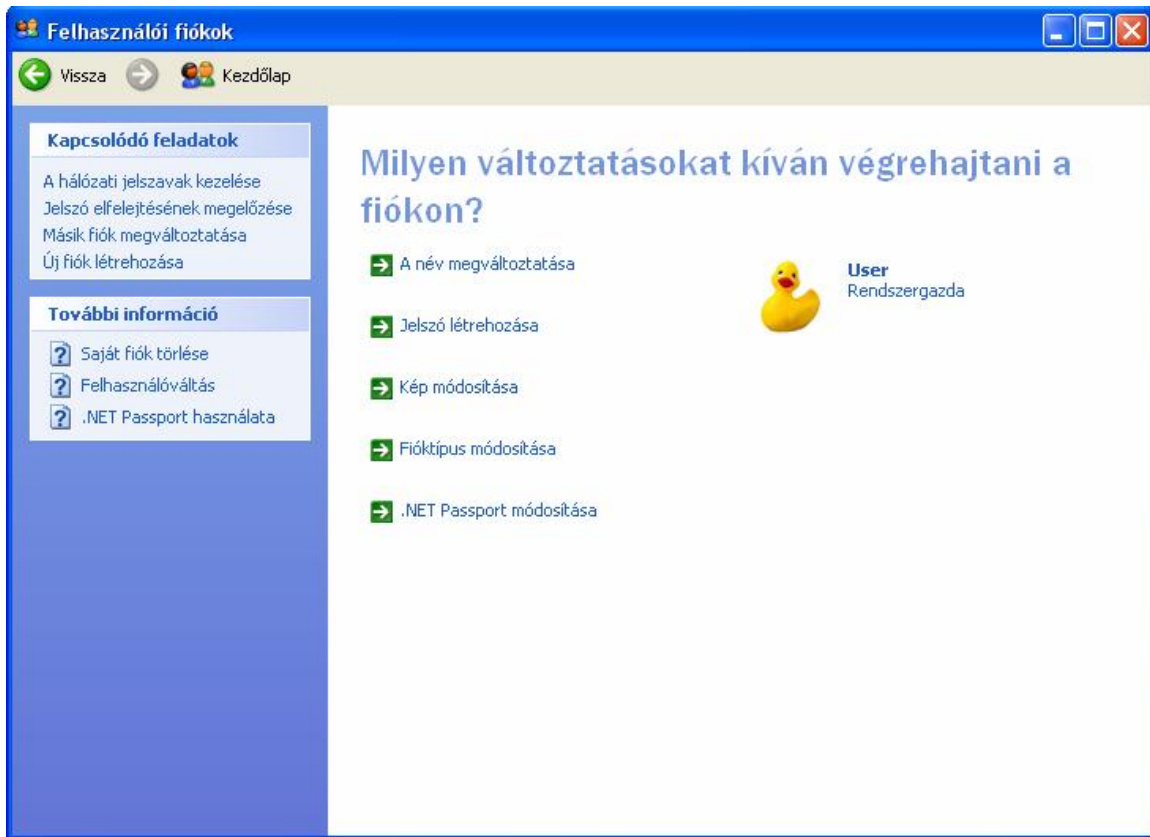 Felhasználói fiókok
Vissza
Kezdőlap
Kapcsolódó feladatok
A hálózati jelszavak kezelése
Jelszó elfelejtésének megelőzése
Másik fiók megváltoztatása
Új fiók létrehozása
További információ
Saját fiók törlése
Felhasználóváltás
.NET Passport használata
Milyen változtatásokat kíván végrehajtani a
fiókon?
A név megváltoztatása
Jelszó létrehozása
Kép módosítása
Fióktípus módosítása
.NET Passport módosítása
User
Rendszergazda